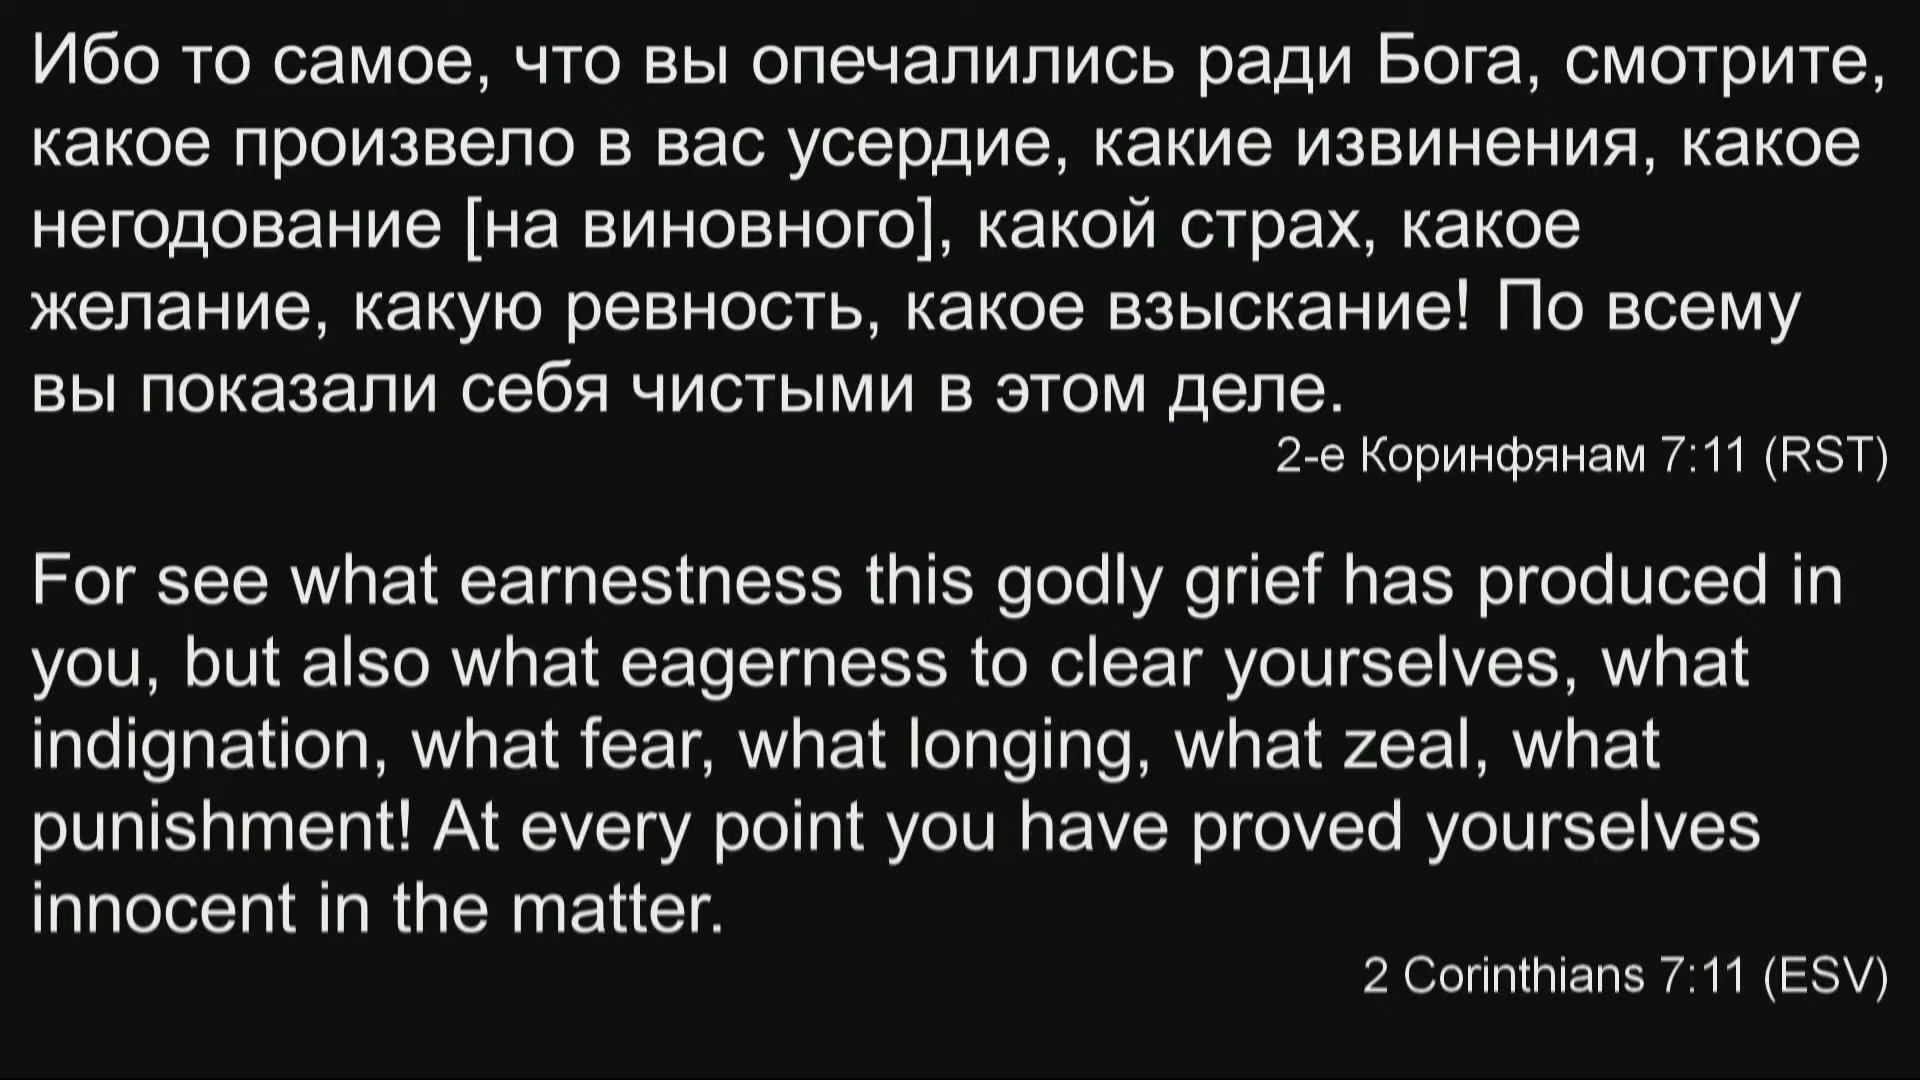 Ибо то самое, что вы опечалились ради Бога, смотрите,
какое произвело в вас усердие, какие извинения, какое
негодование [на виновного], какой страх, какое
желание, какую ревность, какое взыскание! По всему
вы показали себя чистыми в этом деле.
2-е Коринфянам 7:11 (RST)
For see what earnestness this godly grief has produced in
you, but also what eagerness to clear yourselves, what
indignation, what fear, what longing, what zeal, what
punishment! At every point you have proved yourselves
innocent in the matter.
2 Corinthians 7:11 (ESV)